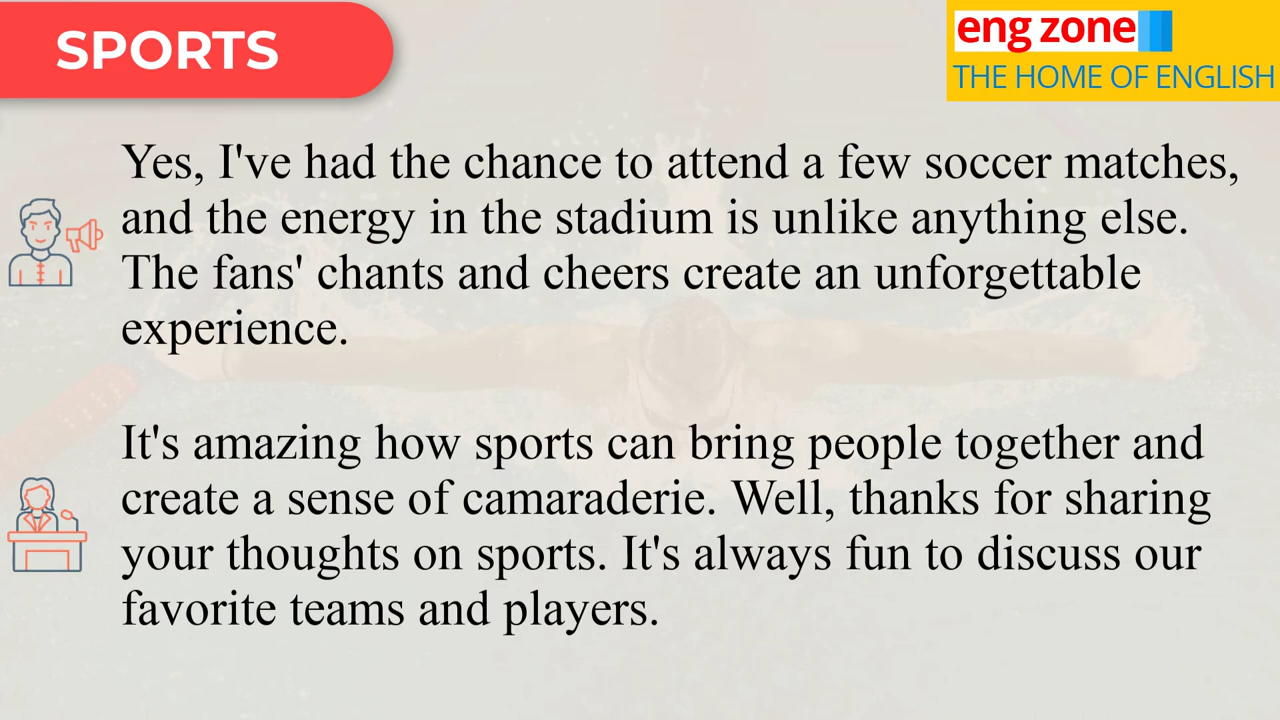 SPORTS
eng zone
THE HOME OF ENGLISH
Yes, I've had the chance to attend a few soccer matches,
and the energy in the stadium is unlike anything else.
The fans' chants and cheers create an unforgettable
experience.
It's amazing how sports can bring people together and
create a sense of camaraderie. Well, thanks for sharing
your thoughts on sports. It's always fun to discuss our
favorite teams and players.